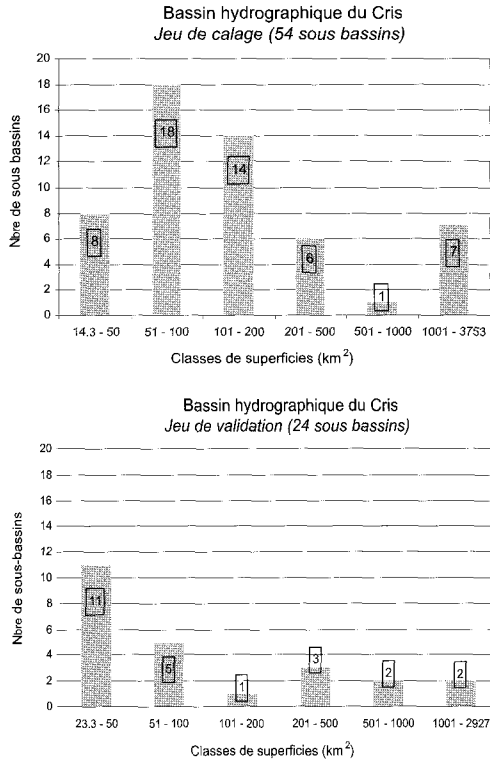 Bassin hydrographique du Cris
Jeu de calage (54 sous bassins)
Nbre de sous bassins
20
18
16
14
12
10
8
6
4
2
0
8
18
14
6
1
7
14.3 - 50
51 - 100
101 - 200
201 - 500
501 - 1000
1001 - 3753
Classes de superficies (km²)
Bassin hydrographique du Cris
Jeu de validation (24 sous bassins)
Nbre de sous-bassins
20
18
16
14
12
10
8
6
4
2
0
11
5
1
3
2
2
23.3 - 50
51 - 100
101 - 200
201 - 500
501 - 1000
1001 - 2927
Classes de superficies (km²)